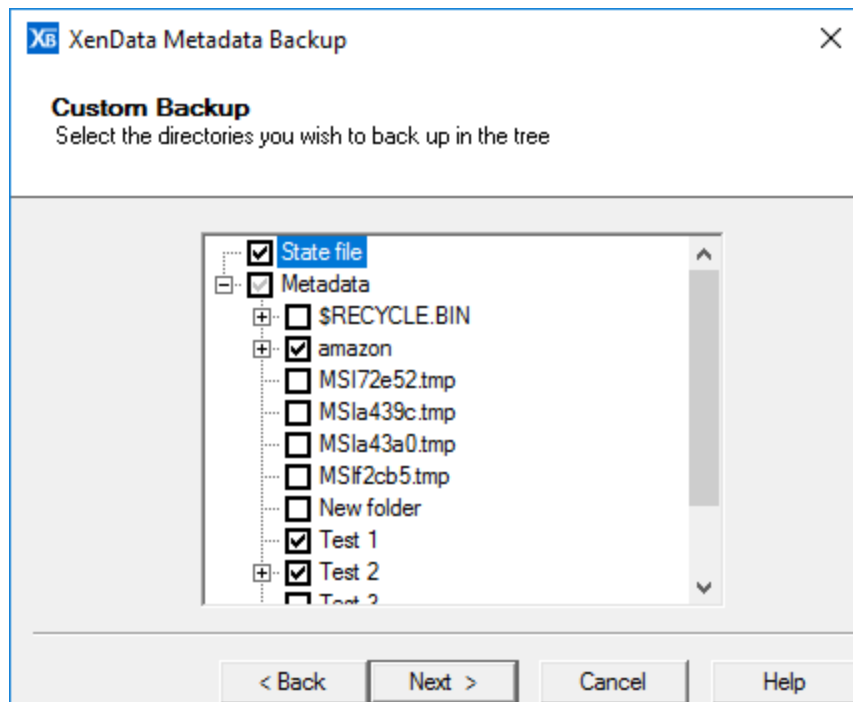 XB XenData Metadata Backup
Custom Backup
Select the directories you wish to back up in the tree
State file
Metadata
$RECYCLE.BIN
amazon
MSI72e52.tmp
MSIa439c.tmp
MSIa43a0.tmp
MSIf2cb5.tmp
New folder
Test 1
Test 2
< Back Next > Cancel Help